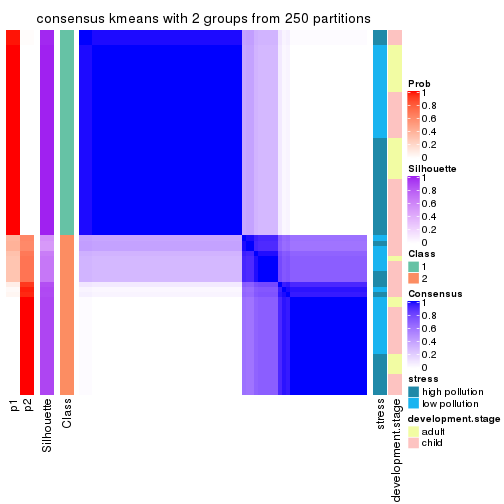 consensus kmeans with 2 groups from 250 partitions
Prob
1
0.8
0.6
0.4
0.2
0
Silhouette
1
0.8
0.6
0.4
0.2
0
Class
1
2
Consensus
1
0.8
0.6
0.4
0.2
0
stress
high pollution
low pollution
development.stage
adult
child
p1
p2
Silhouette
Class
stress
development.stage